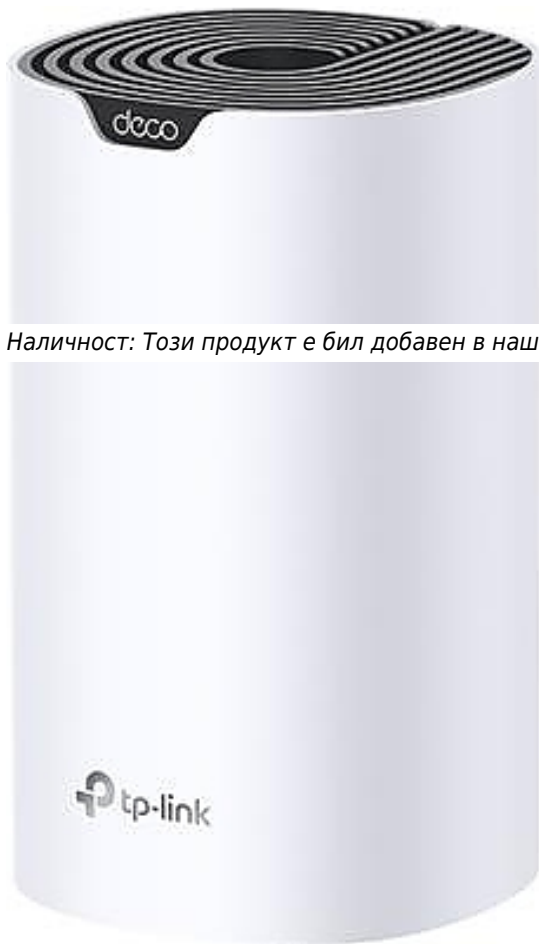 deco
Наличност: Този продукт е бил добавен в наш
tp-link